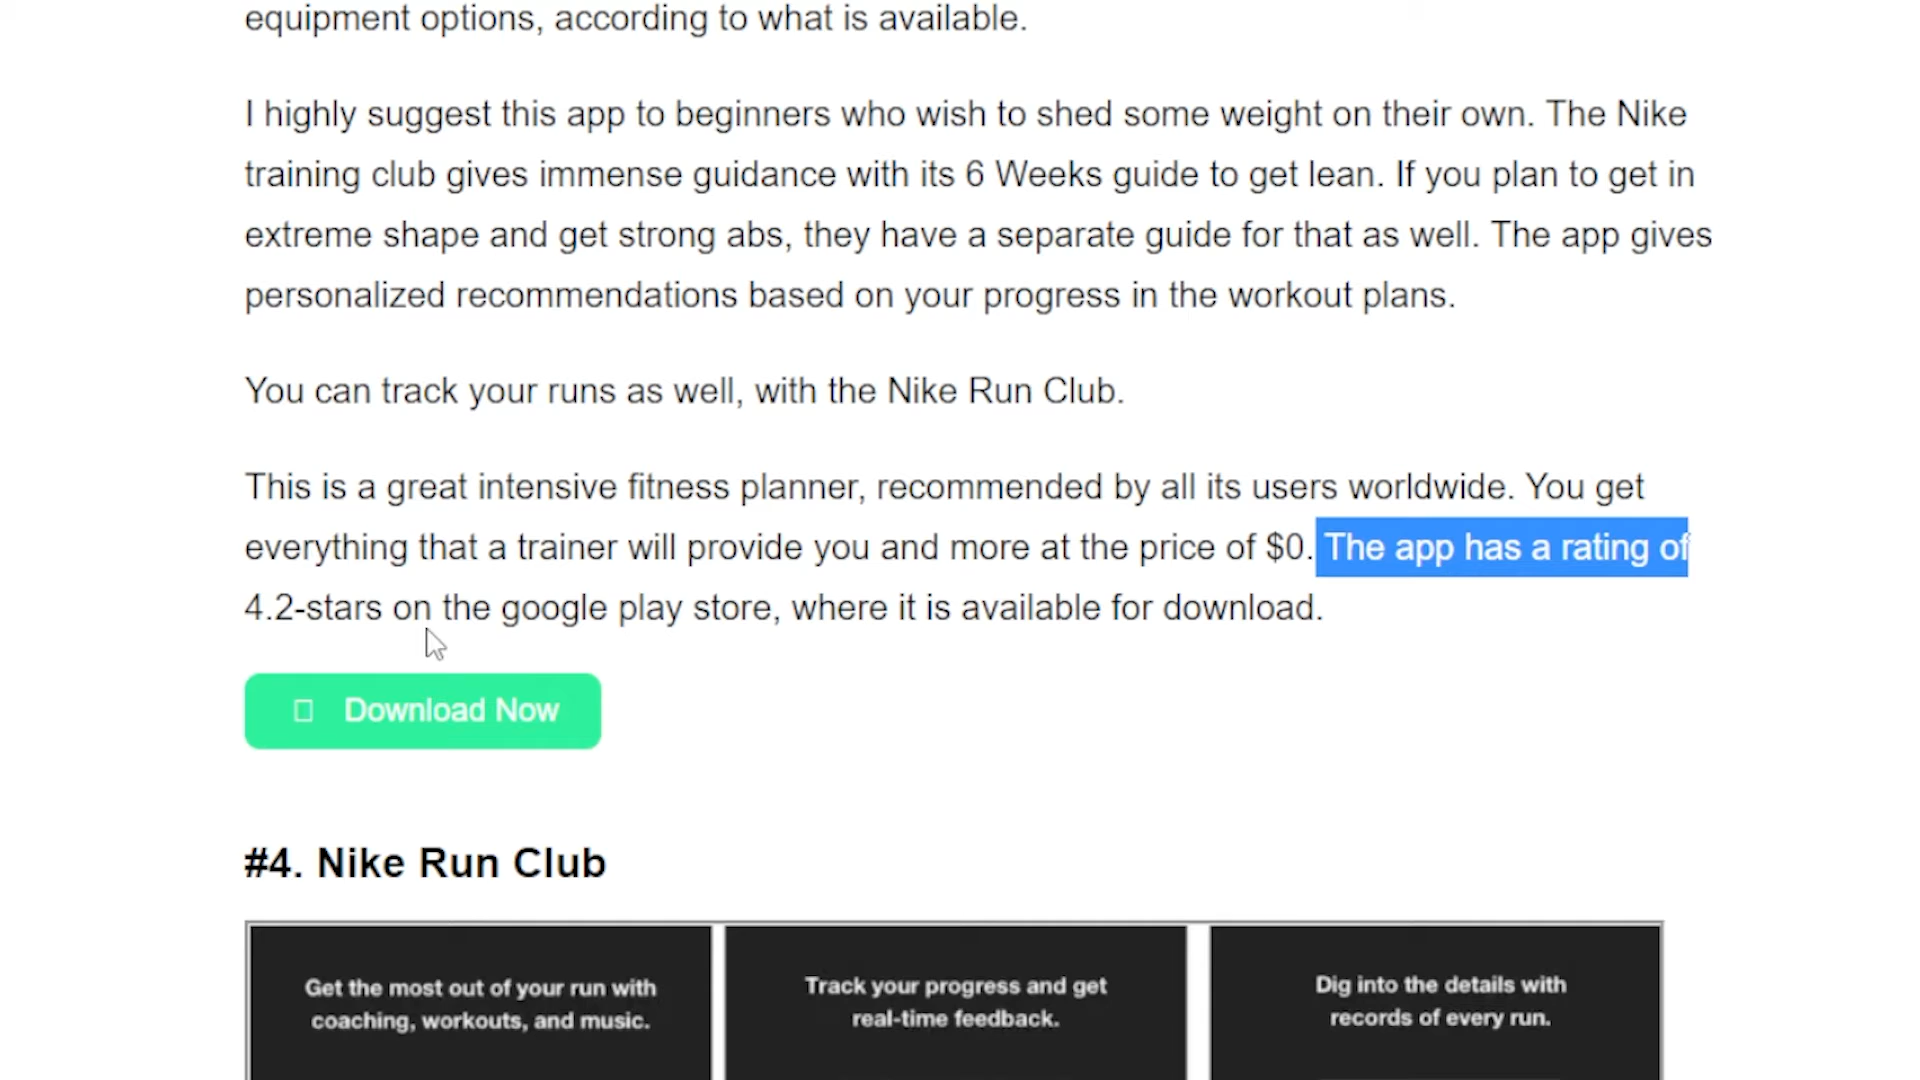 equipment options, according to what is available.
I highly suggest this app to beginners who wish to shed some weight on their own. The Nike
training club gives immense guidance with its 6 Weeks guide to get lean. If you plan to get in
extreme shape and get strong abs, they have a separate guide for that as well. The app gives
personalized recommendations based on your progress in the workout plans.
You can track your runs as well, with the Nike Run Club.
This is a great intensive fitness planner, recommended by all its users worldwide. You get
everything that a trainer will provide you and more at the price of $0. The app has a rating of
4.2-stars on the google play store, where it is available for download.
Download Now
#4. Nike Run Club
Get the most out of your run with
coaching, workouts, and music.
Track your progress and get
real-time feedback.
Dig into the details with
records of every run.